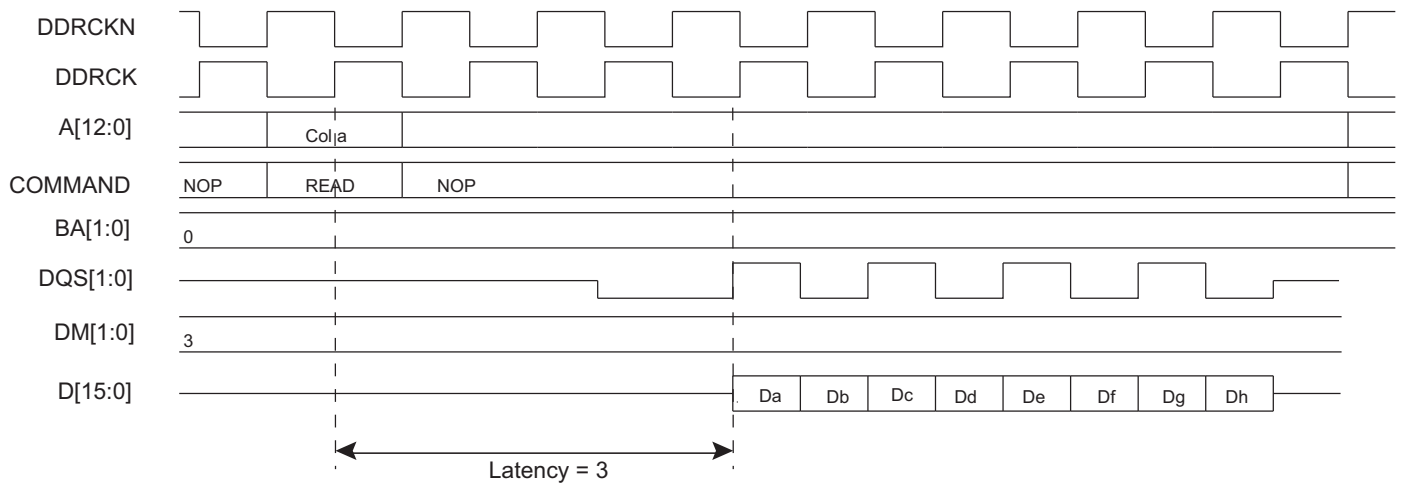 DDRCKN
DDRCK
A[12:0]
Col a
COMMAND
NOP READ NOP
BA[1:0]
0
DQS[1:0]
DM[1:0]
3
D[15:0]
Da Db Dc Dd De Df Dg Dh
Latency = 3